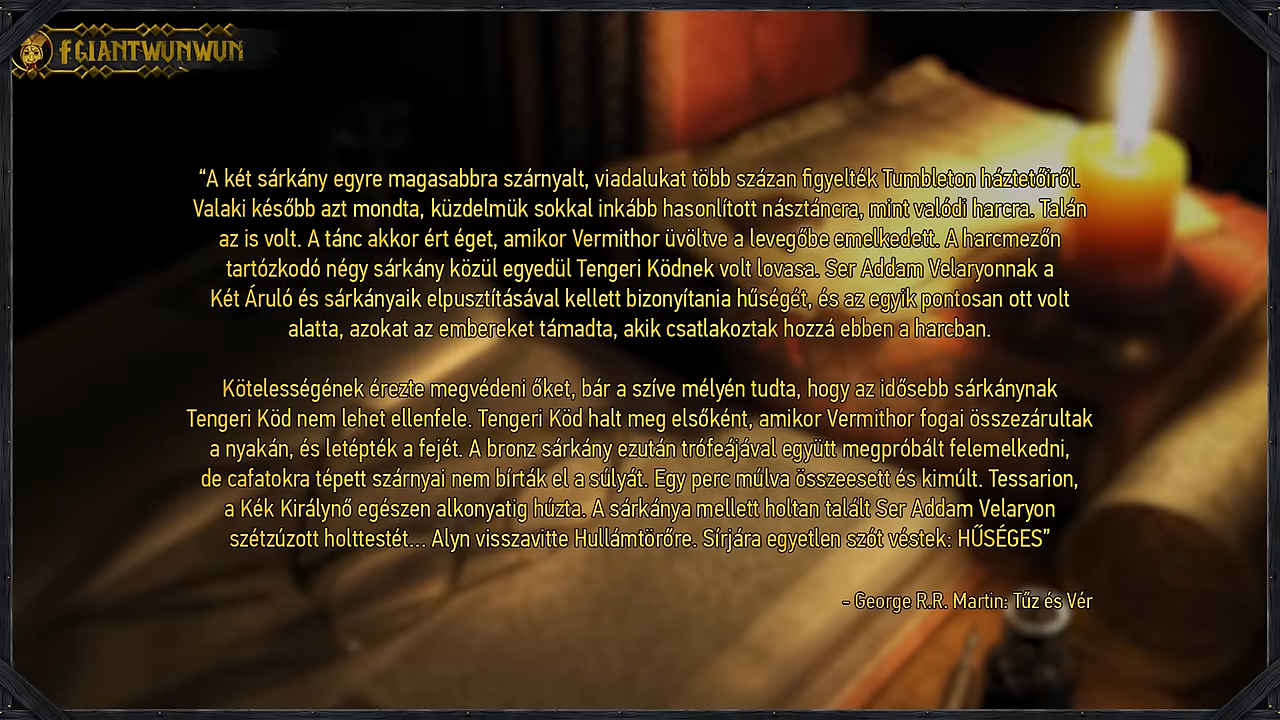 fGIANTWUNWUN
“A két sárkány egyre magasabbra szárnyalt, viadalukat több százan figyelték Tumbleton háztetőiről.
Valaki később azt mondta, küzdelmük sokkal inkább hasonlított násztáncra, mint valódi harcra. Talán
az is volt. A tánc akkor ért éget, amikor Vermithor üvöltve a levegőbe emelkedett. A harcmezőn
tartózkodó négy sárkány közül egyedül Tengeri Ködnek volt lovasa. Ser Addam Velaryonnak a
Két Áruló és sárkányaik elpusztításával kellett bizonyítania hűségét, és az egyik pontosan ott volt
alatta, azokat az embereket támadta, akik csatlakoztak hozzá ebben a harcban.
Kötelességének érezte megvédeni őket, bár a szíve mélyén tudta, hogy az idősebb sárkánynak
Tengeri Köd nem lehet ellenfele. Tengeri Köd halt meg elsőként, amikor Vermithor fogai összezárultak
a nyakán, és letépték a fejét. A bronz sárkány ezután trófeájával együtt megpróbált felemelkedni,
de cafatokra tépett szárnyai nem bírták el a súlyát. Egy perc múlva összeesett és kimúlt. Tessarion,
a Kék Királynő egészen alkonyatig húzta. A sárkánya mellett holtan talált Ser Addam Velaryon
szétzúzott holttestét... Alyn visszavitte Hullámtörőre. Sírjára egyetlen szót véstek: HŰSÉGES”
- George R.R. Martin: Tűz és Vér